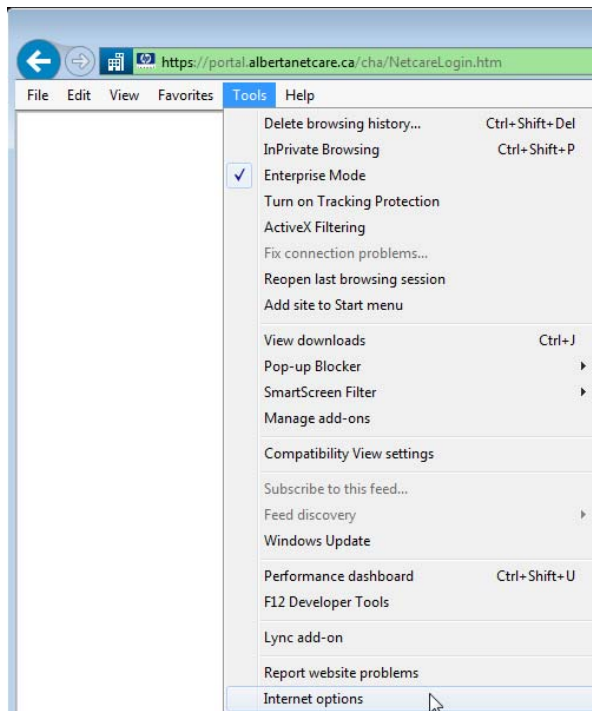 https://portal.albertanetcare.ca/cha/NetcareLogin.htm
File Edit View Favorites Tools Help
Delete browsing history... Ctrl+Shift+Del
InPrivate Browsing Ctrl+Shift+P
Enterprise Mode
Turn on Tracking Protection
ActiveX Filtering
Fix connection problems...
Reopen last browsing session
Add site to Start menu
View downloads Ctrl+J
Pop-up Blocker
SmartScreen Filter
Manage add-ons
Compatibility View settings
Subscribe to this feed...
Feed discovery
Windows Update
Performance dashboard Ctrl+Shift+U
F12 Developer Tools
Lync add-on
Report website problems
Internet options